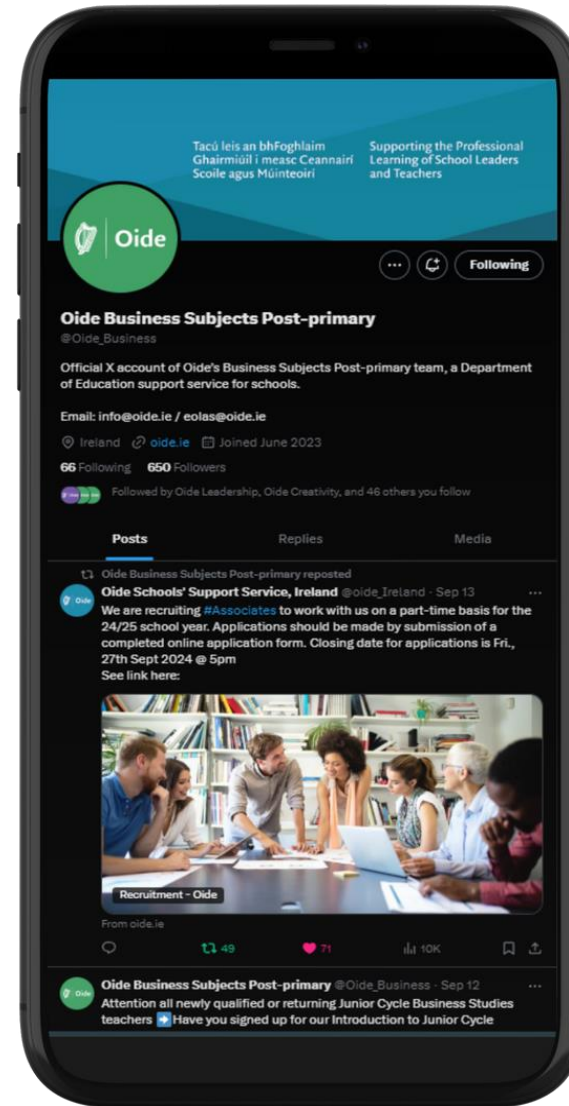 Tacú leis an bhFoghlaim
Ghairmiúil i measc Ceannairí
Scoile agus Múinteoirí
Supporting the Professional
Learning of School Leaders
and Teachers
Oide
Following
Oide Business Subjects Post-primary
@Oide_Business
Official X account of Oide's Business Subjects Post-primary team, a Department
of Education support service for schools.
Email: info@oide.ie / eolas@oide.ie
Ireland oide.ie Joined June 2023
66 Following 650 Followers
Followed by Oide Leadership, Oide Creativity, and 46 others you follow
Posts Replies Media
Oide Business Subjects Post-primary reposted
Oide
Oide Schools' Support Service, Ireland @oide_Ireland · Sep 13
We are recruiting #Associates to work with us on a part-time basis for the
24/25 school year. Applications should be made by submission of a
completed online application form. Closing date for applications is Fri.,
27th Sept 2024 @ 5pm
See link here:
Recruitment - Oide
From oide.ie
49 71 10K
Oide
Oide Business Subjects Post-primary @Oide_Business · Sep 12
Attention all newly qualified or returning Junior Cycle Business Studies
teachers ➡️Have you signed up for our Introduction to Junior Cycle